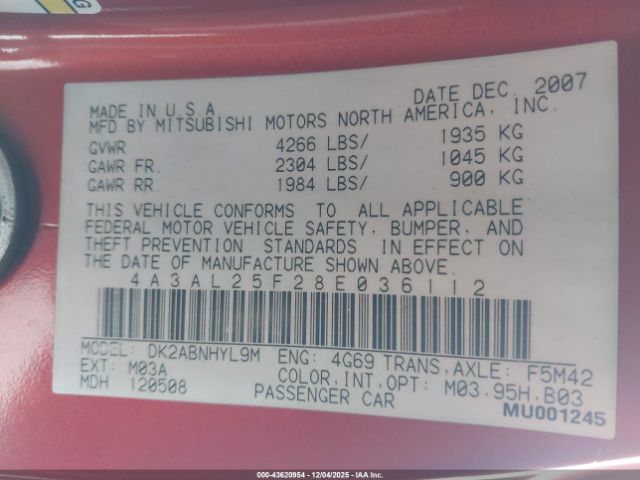 G
DATE DEC. 2007
MADE IN U.S.A
MFD BY MITSUBISHI MOTORS NORTH AMERICA, INC.
GVWR 4266 LBS/ 1935 KG
GAWR FR. 2304 LBS/ 1045 KG
GAWR RR. 1984 LBS/ 900 KG
THIS VEHICLE CONFORMS TO ALL APPLICABLE
FEDERAL MOTOR VEHICLE SAFETY, BUMPER, AND
THEFT PREVENTION STANDARDS IN EFFECT ON
THE DATE OF MANUFACTURE SHOWN ABOVE.
4A3AL25F28E036112
MODEL: DK2ABNHYL9M ENG: 4G69 TRANS,AXLE: F5M42
EXT: M03A COLOR,INT,OPT: M03.95H.B03
MDH 120508 PASSENGER CAR
MU001245
000-43620954 - 12/04/2025 - IAA Inc.